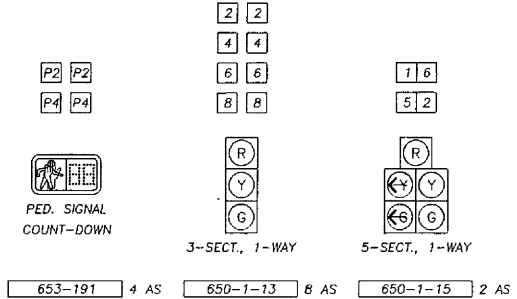 2 2
4 4
P2 P2
6 6
1 6
P4 P4
8 8
5 2
R
R
Y
Y Y
G
G G
PED. SIGNAL
COUNT-DOWN
3-SECT., 1-WAY
5-SECT., 1-WAY
653-191 4 AS
650-1-13 8 AS
650-1-15 2 AS